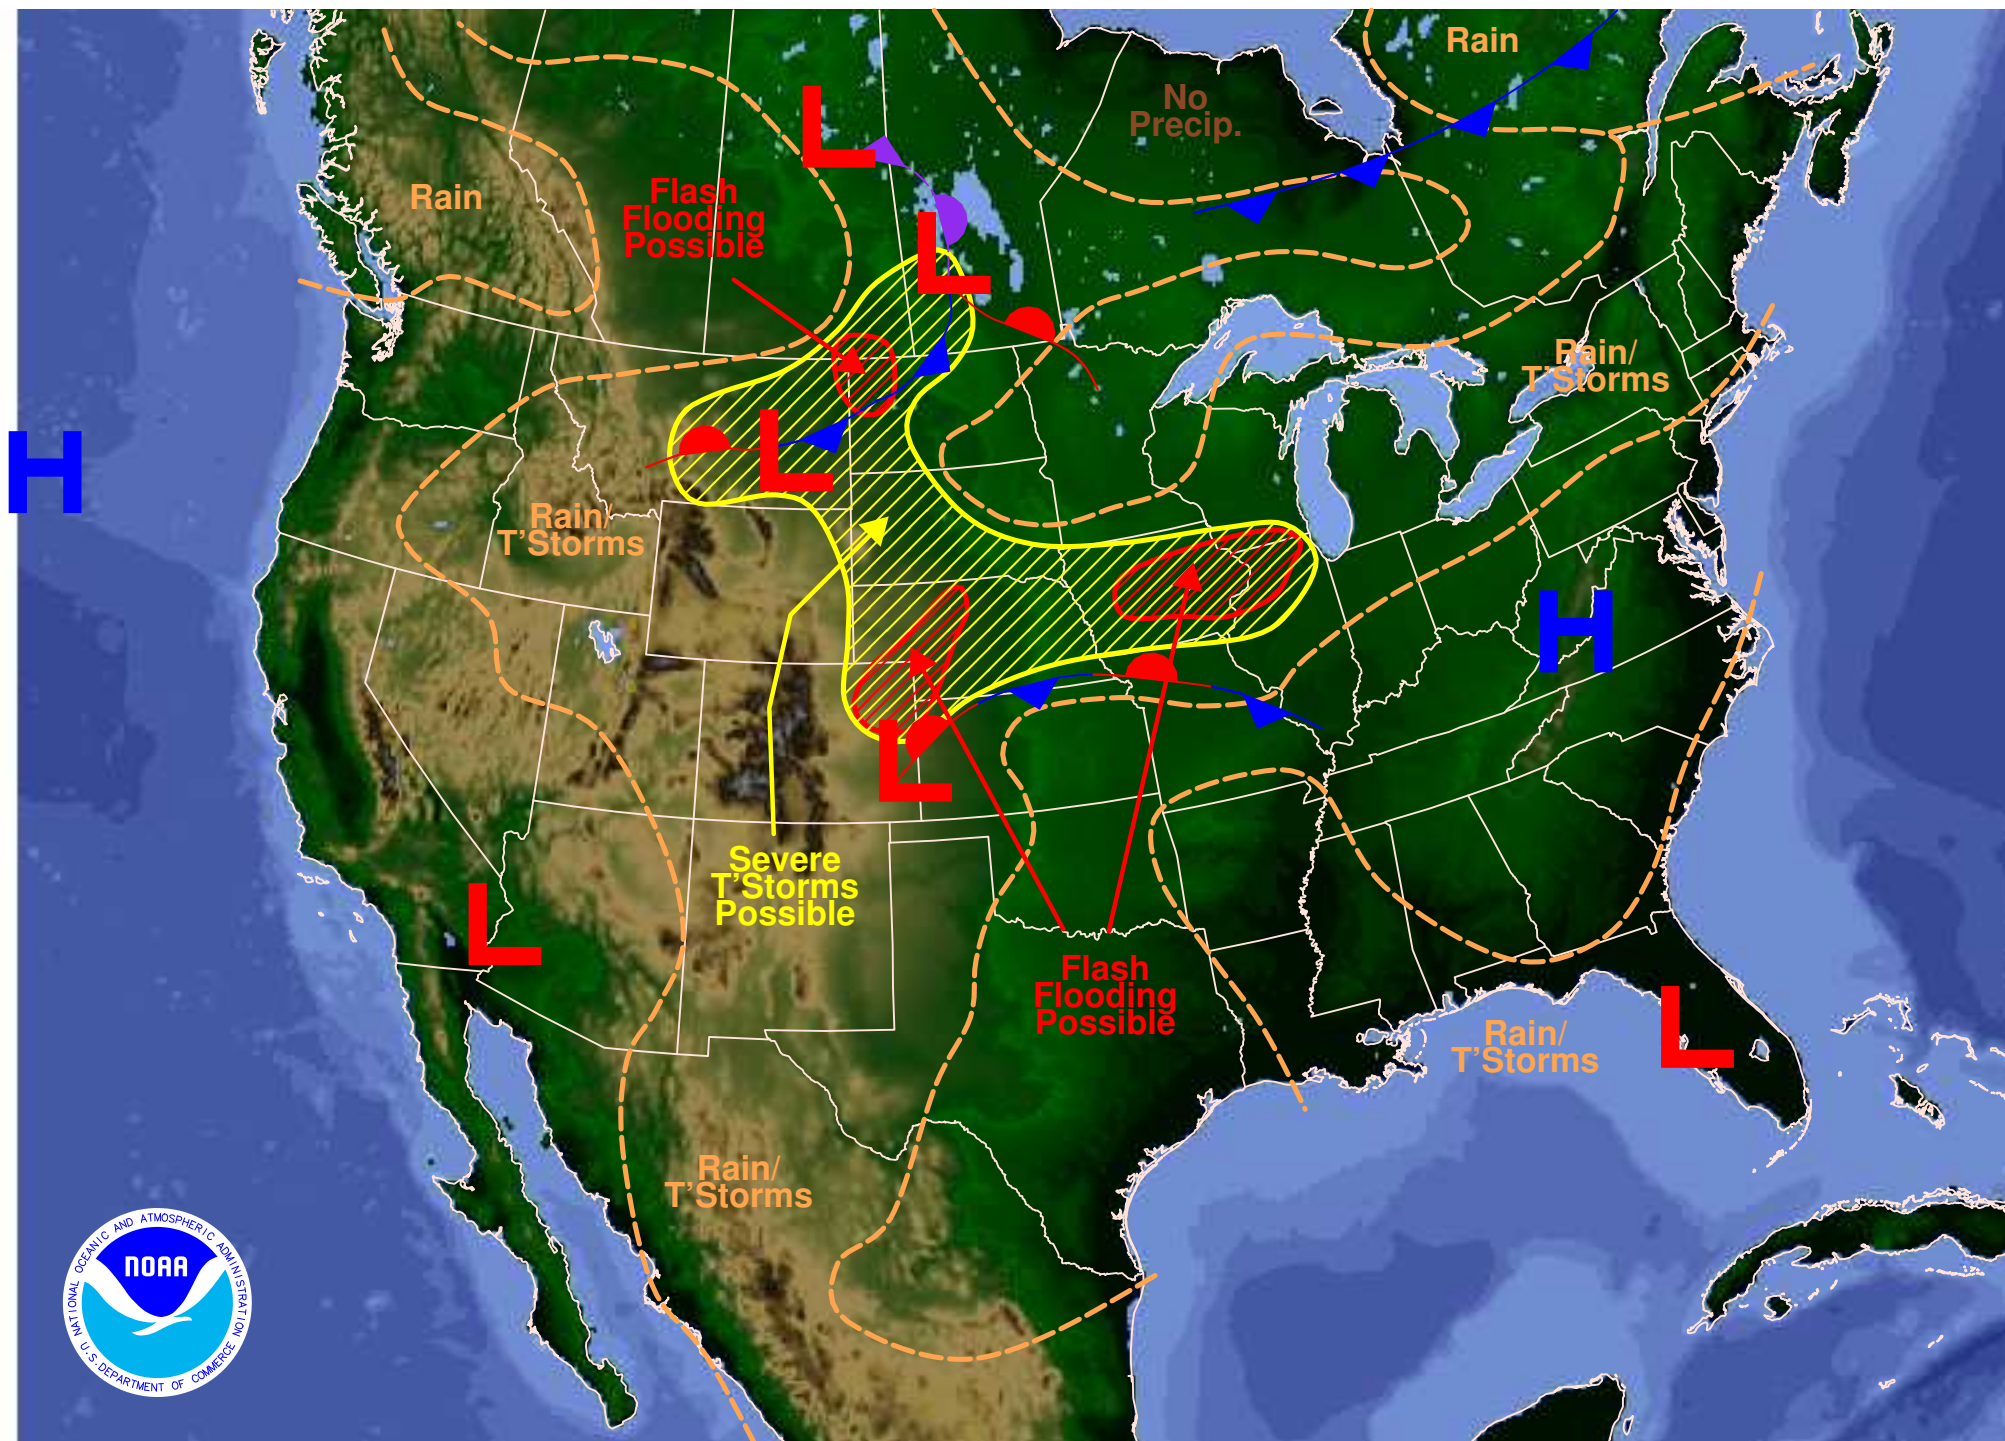 Rain
No
Precip.
L
Flash
Flooding
Possible
Rain
L
Rain/
T'Storms
L
H
Rain/
T'Storms
H
L
Severe
T'Storms
Possible
L
Flash
Flooding
Possible
L
Rain/
T'Storms
Rain/
T'Storms
NATIONAL OCEANIC AND ATMOSPHERIC ADMINISTRATION
NOAA
U.S. DEPARTMENT OF COMMERCE